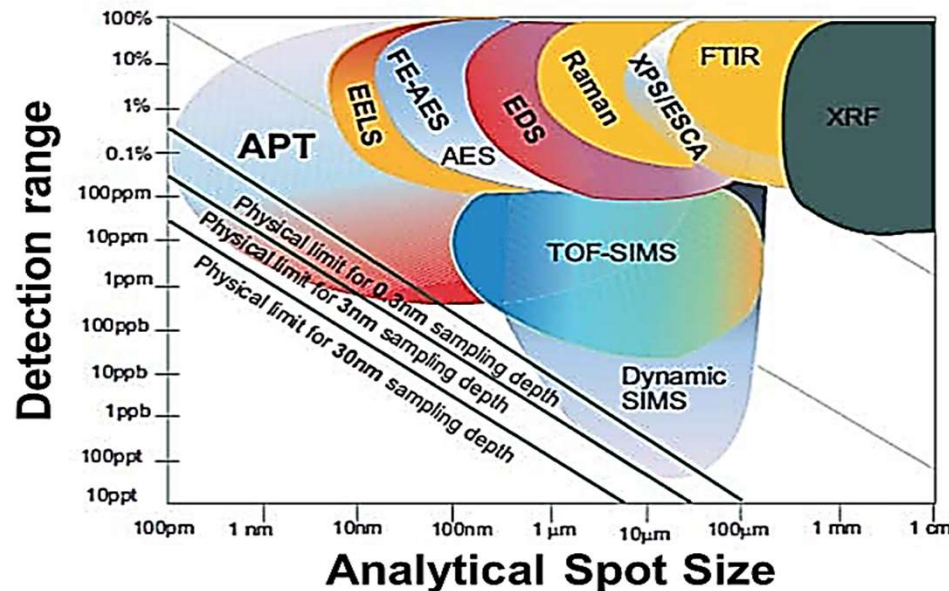 Detection range
100%
10%
1%
0.1%
100ppm
10ppm
1ppm
100ppb
10ppb
1ppb
100ppt
10ppt
APT
EELS
FE-AES
AES
EDS
Raman
XPS/ESCA
FTIR
XRF
TOF-SIMS
Dynamic
SIMS
Physical limit for 0.3nm sampling depth
Physical limit for 3nm sampling depth
Physical limit for 30nm sampling depth
100pm 1 nm 10nm 100nm 1 μm 10μm 100μm 1 mm 1 cm
Analytical Spot Size